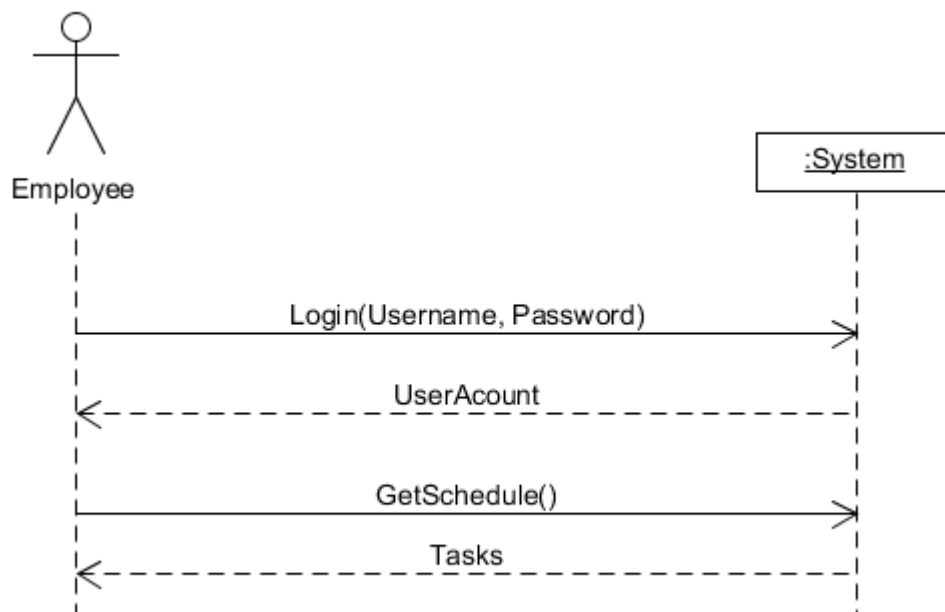 Employee
:System
Login(Username, Password)
UserAcount
GetSchedule()
Tasks